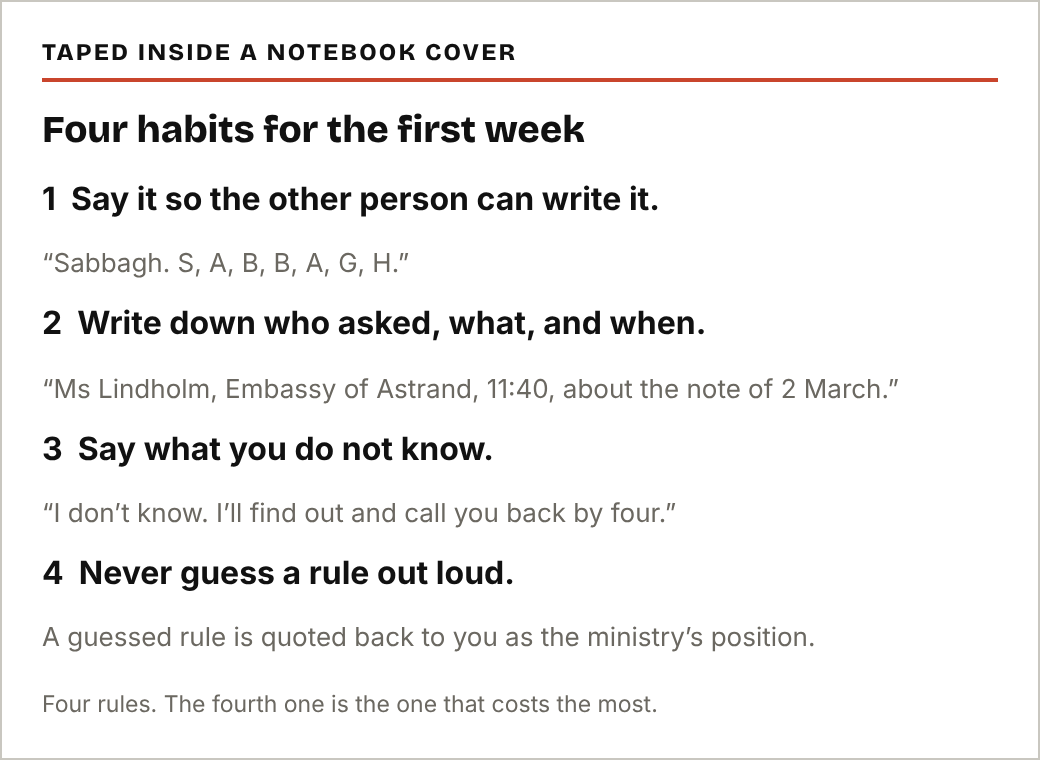 TAPED INSIDE A NOTEBOOK COVER
Four habits for the first week
1 Say it so the other person can write it.
“Sabbagh. S, A, B, B, A, G, H.”
2 Write down who asked, what, and when.
“Ms Lindholm, Embassy of Astrand, 11:40, about the note of 2 March.”
3 Say what you do not know.
“I don’t know. I’ll find out and call you back by four.”
4 Never guess a rule out loud.
A guessed rule is quoted back to you as the ministry’s position.
Four rules. The fourth one is the one that costs the most.